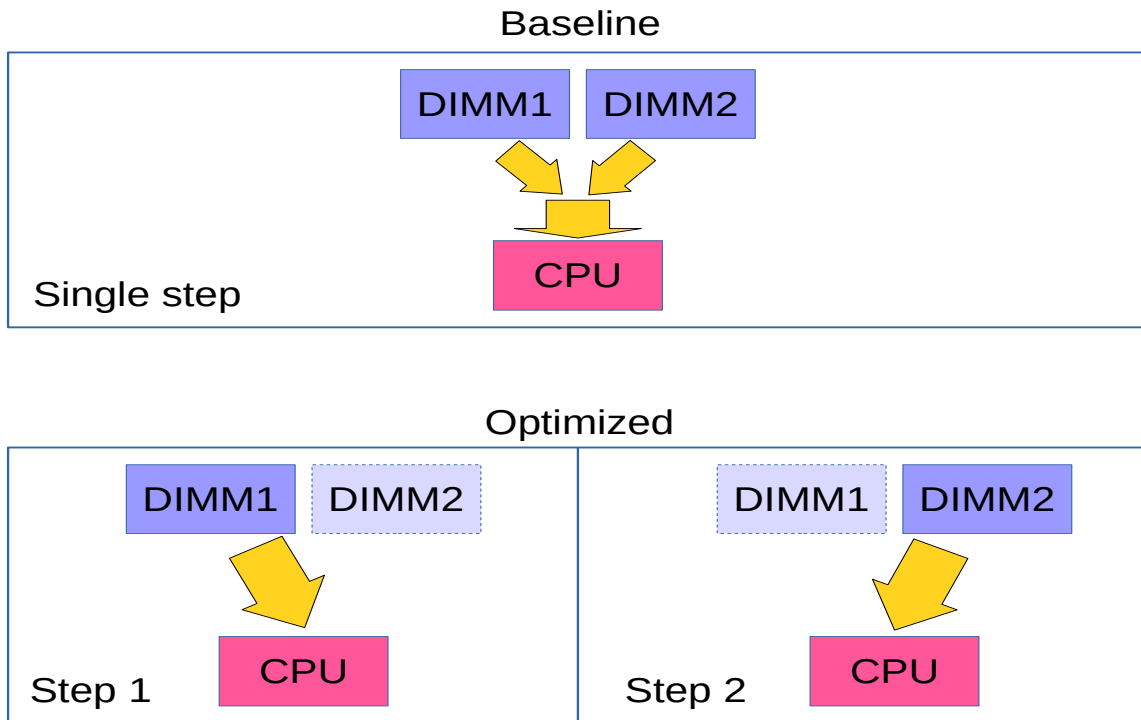 Baseline
DIMM1 DIMM2
CPU
Single step
Optimized
DIMM1 DIMM2
CPU
Step 1
DIMM1 DIMM2
CPU
Step 2